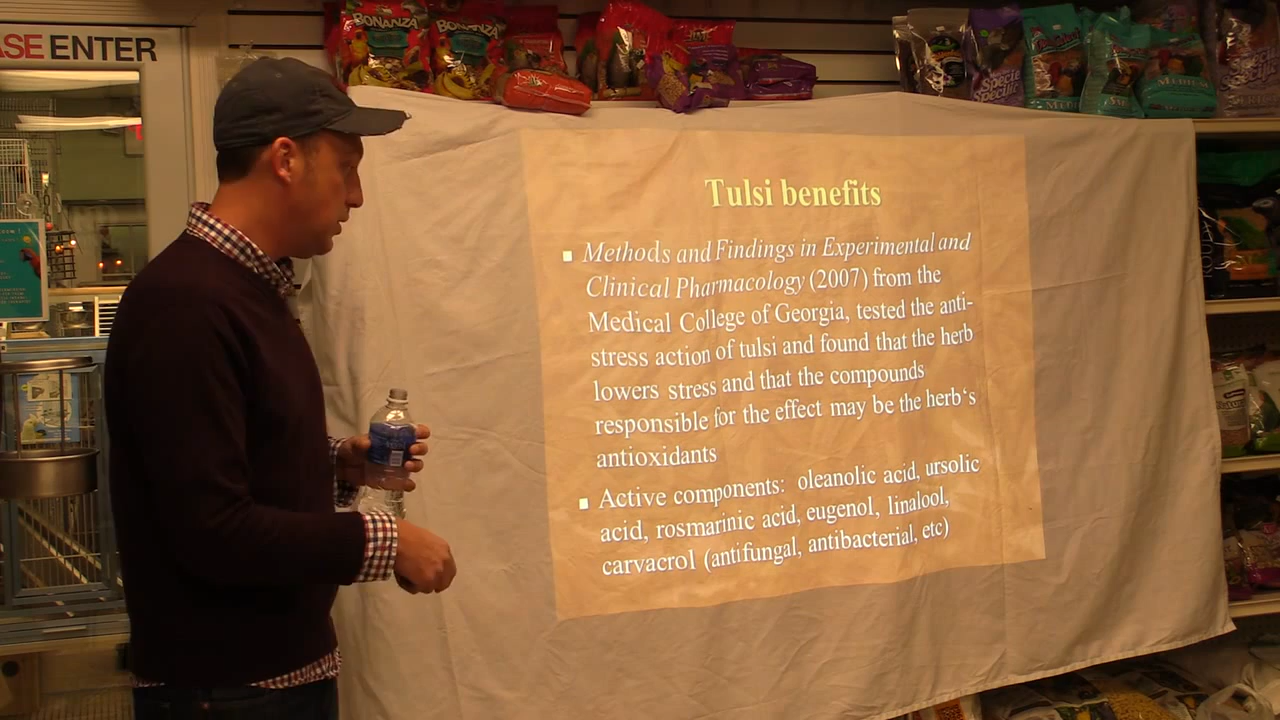 ASE ENTER
BONANZA
BONANZA
Tulsi benefits
Methods and Findings in Experimental and
Clinical Pharmacology (2007) from the
Medical College of Georgia, tested the anti-
stress action of tulsi and found that the herb
lowers stress and that the compounds
responsible for the effect may be the herb's
antioxidants
Active components: oleanolic acid, ursolic
acid, rosmarinic acid, eugenol, linalool,
carvacrol (antifungal, antibacterial, etc)